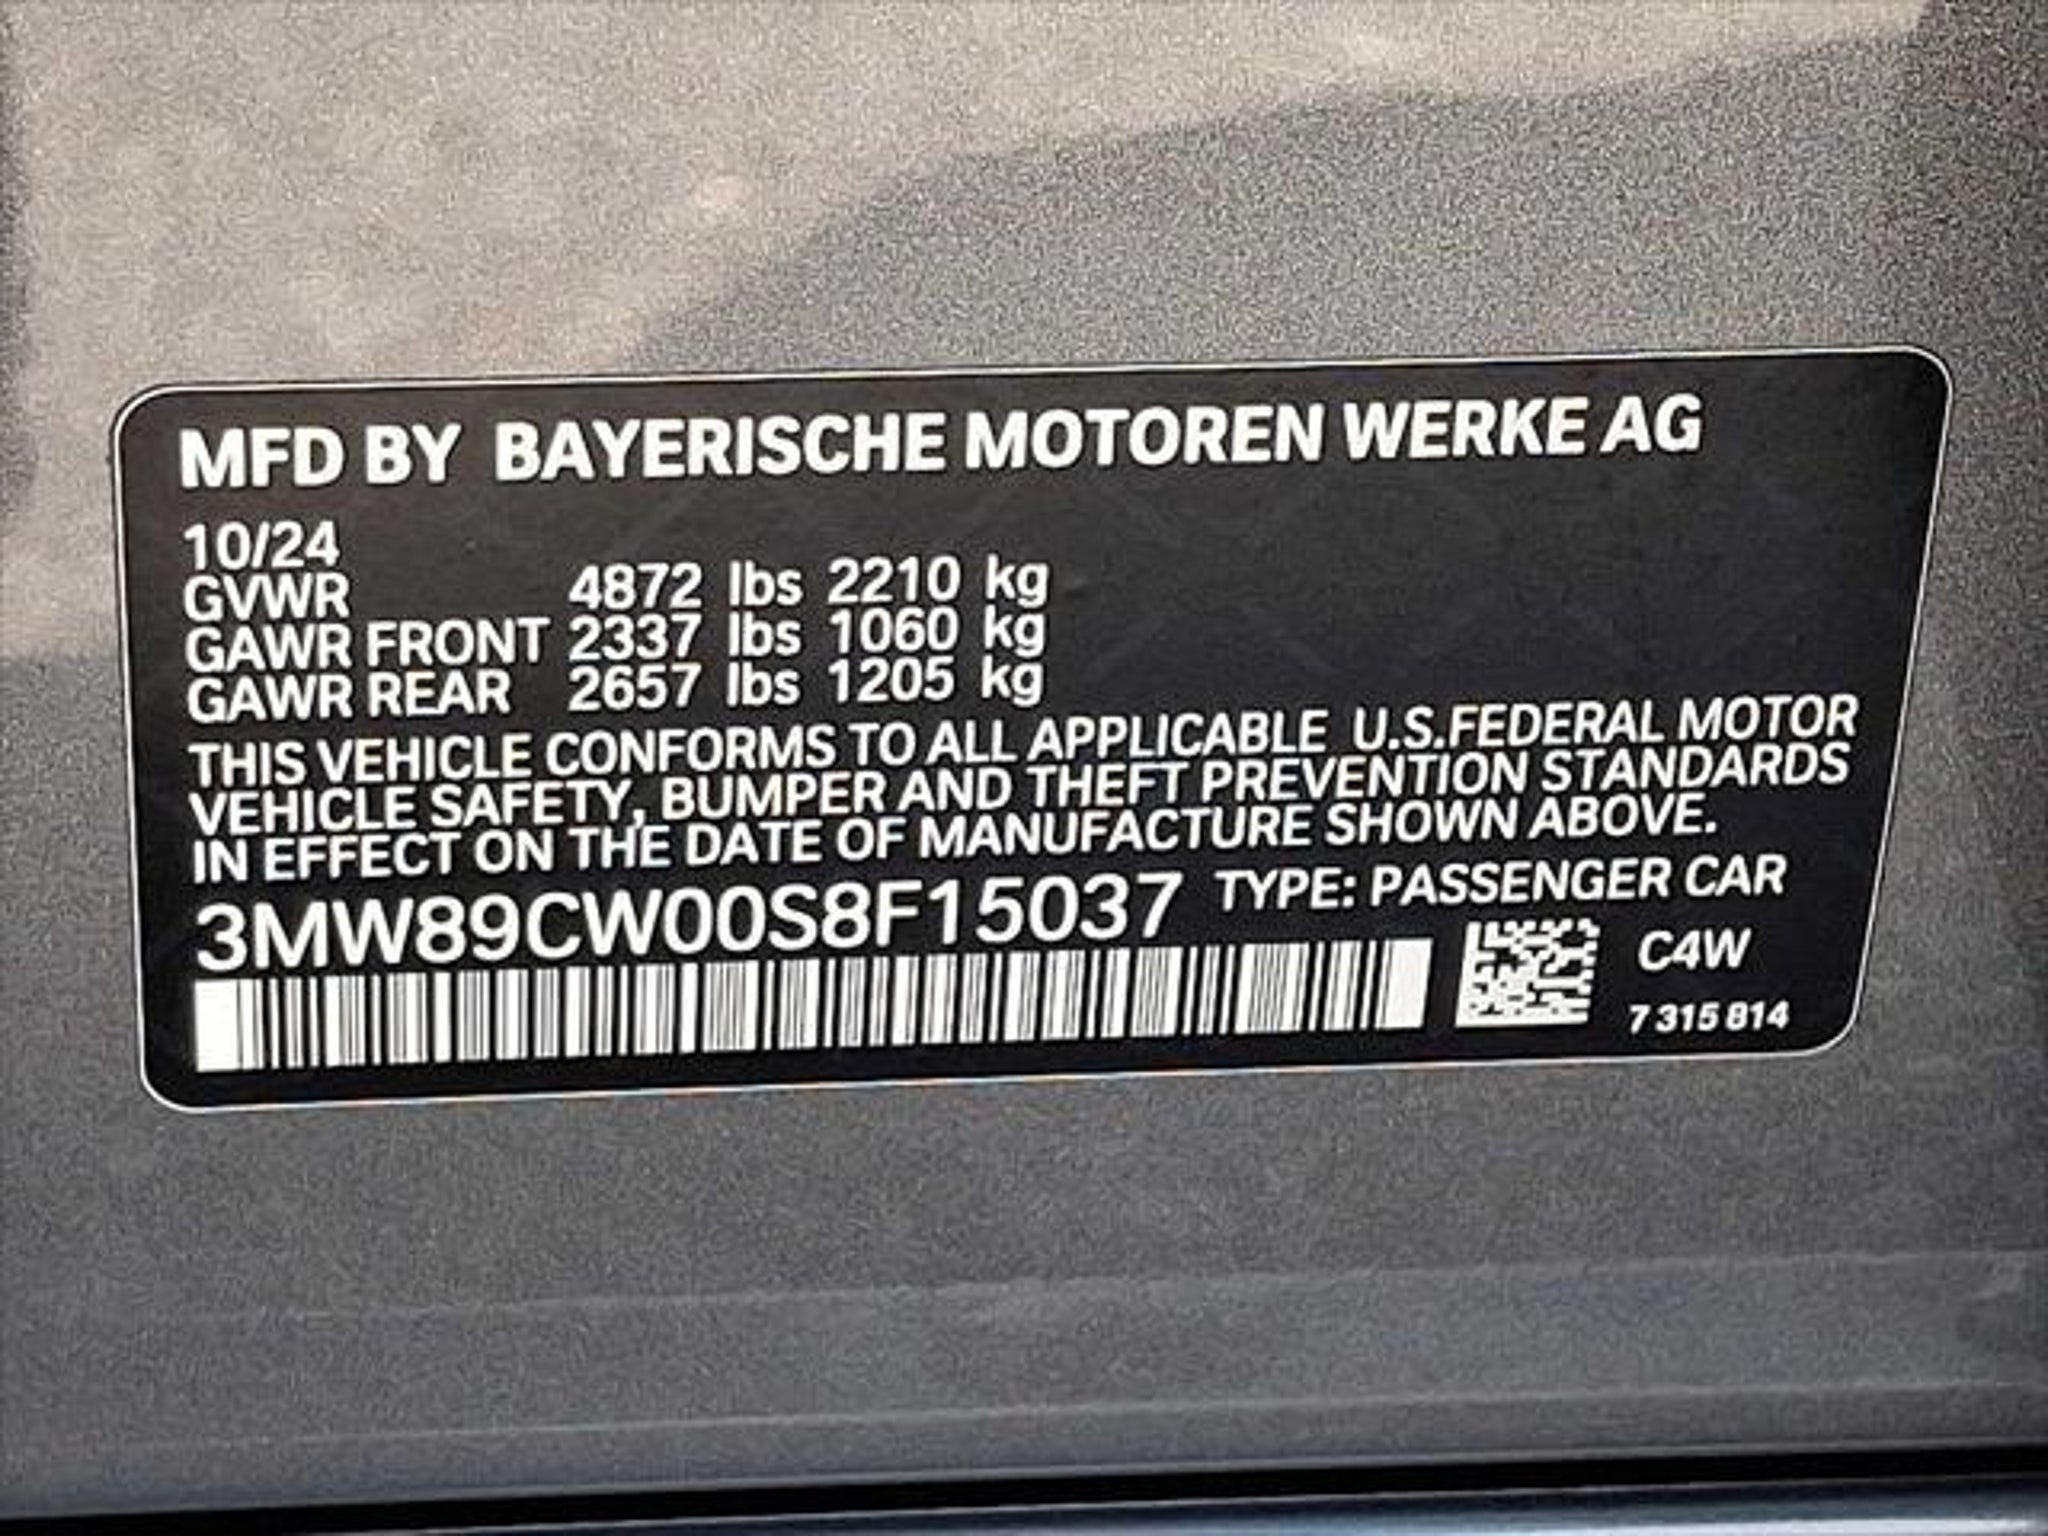 MFD BY BAYERISCHE MOTOREN WERKE AG
10/24
GVWR 4872 lbs 2210 kg
GAWR FRONT 2337 lbs 1060 kg
GAWR REAR 2657 lbs 1205 kg
THIS VEHICLE CONFORMS TO ALL APPLICABLE U.S.FEDERAL MOTOR
VEHICLE SAFETY, BUMPER AND THEFT PREVENTION STANDARDS
IN EFFECT ON THE DATE OF MANUFACTURE SHOWN ABOVE.
3MW89CW00S8F15037 TYPE: PASSENGER CAR
C4W
7 315 814